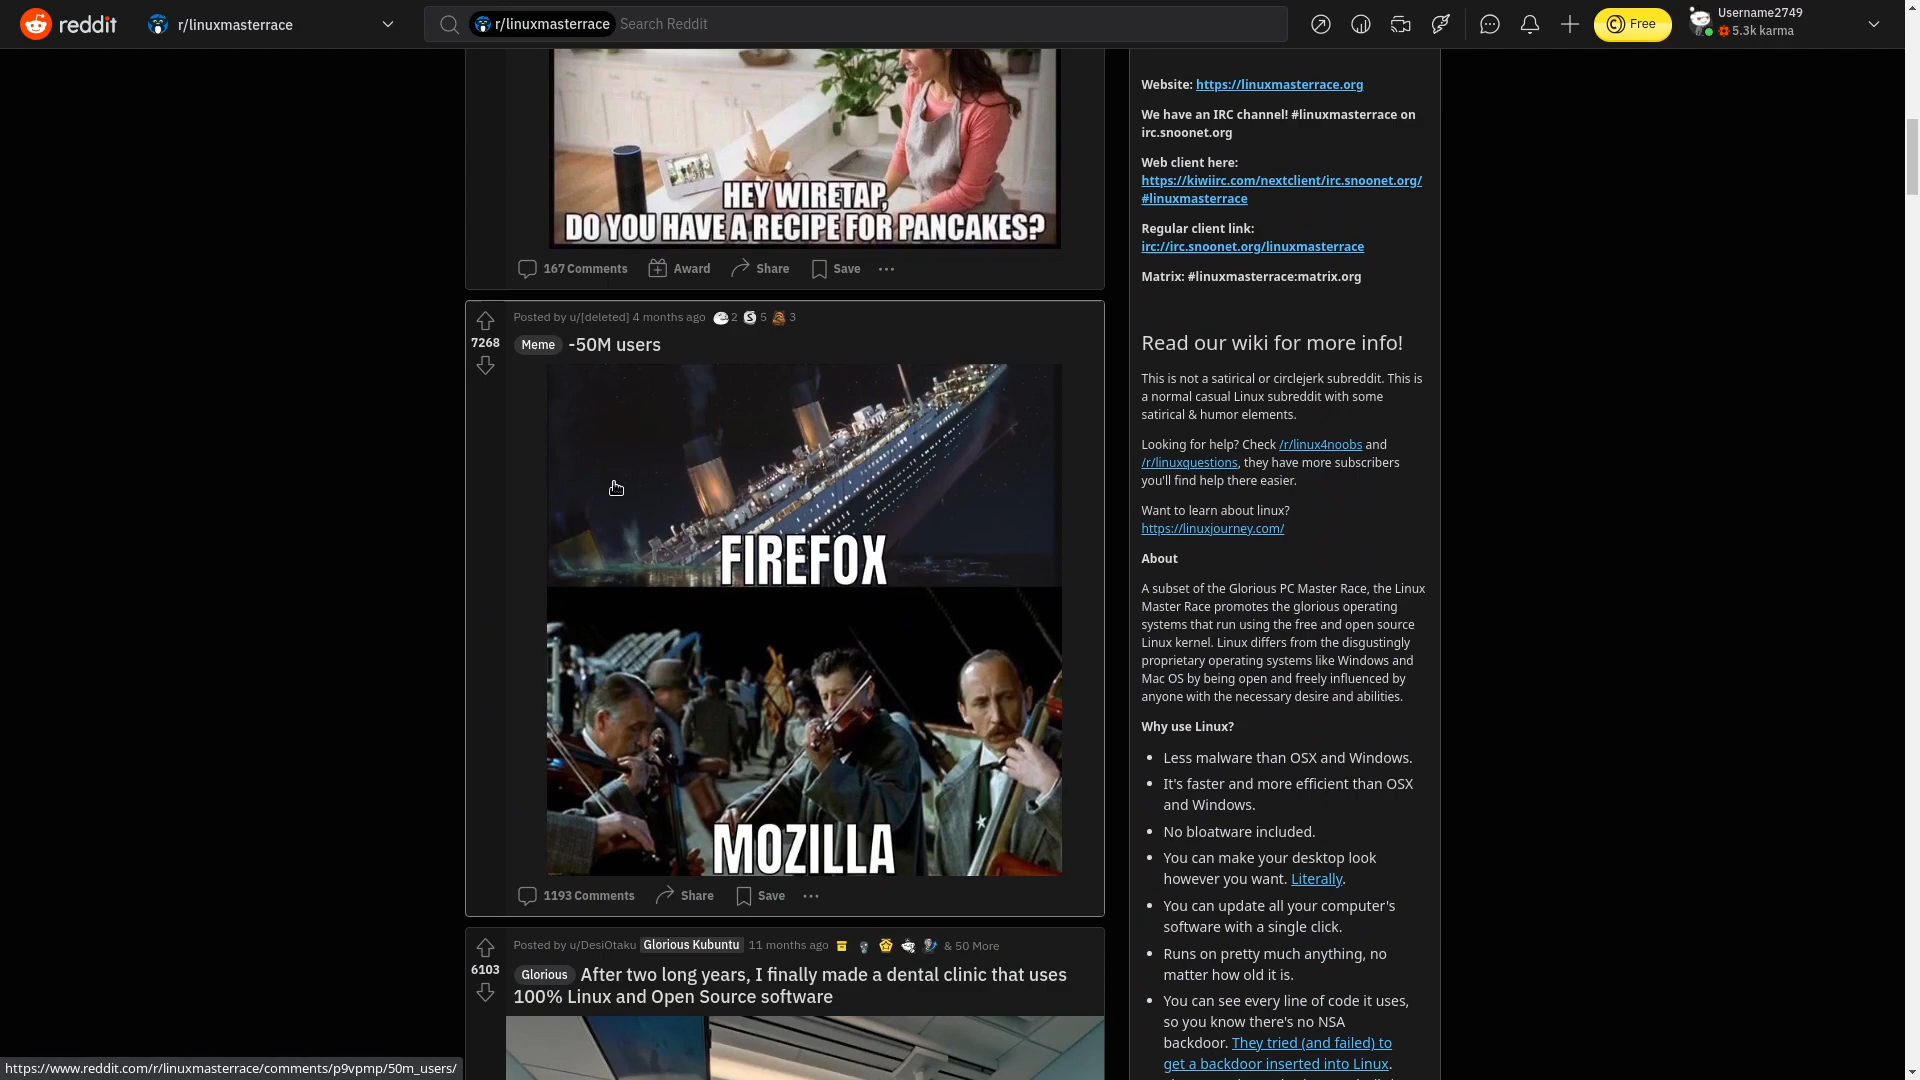 reddit
r/linuxmasterrace
r/linuxmasterrace
Search Reddit
Free
Username2749
5.3k karma
HEY WIRETAP,
DO YOU HAVE A RECIPE FOR PANCAKES?
167 Comments
Award
Share
Save
Posted by u/[deleted] 4 months ago
2
5
3
7268
Meme
-50M users
FIREFOX
MOZILLA
1193 Comments
Share
Save
Posted by u/DesiOtaku
Glorious Kubuntu
11 months ago
& 50 More
6103
Glorious
After two long years, I finally made a dental clinic that uses
100% Linux and Open Source software
Website: https://linuxmasterrace.org
We have an IRC channel! #linuxmasterrace on
irc.snoonet.org
Web client here:
https://kiwiirc.com/nextclient/irc.snoonet.org/
#linuxmasterrace
Regular client link:
irc://irc.snoonet.org/linuxmasterrace
Matrix: #linuxmasterrace:matrix.org
Read our wiki for more info!
This is not a satirical or circlejerk subreddit. This is
a normal casual Linux subreddit with some
satirical & humor elements.
Looking for help? Check /r/linux4noobs and
/r/linuxquestions, they have more subscribers
you'll find help there easier.
Want to learn about linux?
https://linuxjourney.com/
About
A subset of the Glorious PC Master Race, the Linux
Master Race promotes the glorious operating
systems that run using the free and open source
Linux kernel. Linux differs from the disgustingly
proprietary operating systems like Windows and
Mac OS by being open and freely influenced by
anyone with the necessary desire and abilities.
Why use Linux?
• Less malware than OSX and Windows.
• It's faster and more efficient than OSX
and Windows.
• No bloatware included.
• You can make your desktop look
however you want. Literally.
• You can update all your computer's
software with a single click.
• Runs on pretty much anything, no
matter how old it is.
• You can see every line of code it uses,
so you know there's no NSA
backdoor. They tried (and failed) to
get a backdoor inserted into Linux.
https://www.reddit.com/r/linuxmasterrace/comments/p9vpmp/50m_users/